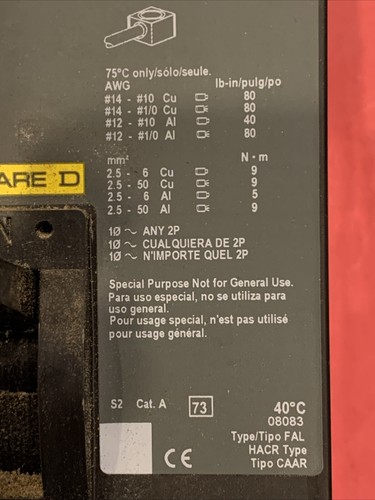 75°C only/sólo/seule.
AWG lb-in/pulg/po
#14 - #10 Cu 80
#14 - #1/0 Cu 80
#12 - #10 Al 40
#12 - #1/0 Al 80
mm² N · m
2.5 - 6 Cu 9
2.5 - 50 Cu 9
2.5 - 6 Al 5
2.5 - 50 Al 9
ARE D
N
1Ø ~ ANY 2P
1Ø ~ CUALQUIERA DE 2P
1Ø ~ N'IMPORTE QUEL 2P
Special Purpose Not for General Use.
Para uso especial, no se utiliza para
uso general.
Pour usage special, n'est pas utilisé
pour usage général.
S2 Cat. A 73 40°C
08083
Type/Tipo FAL
HACR Type
Tipo CAAR
CE